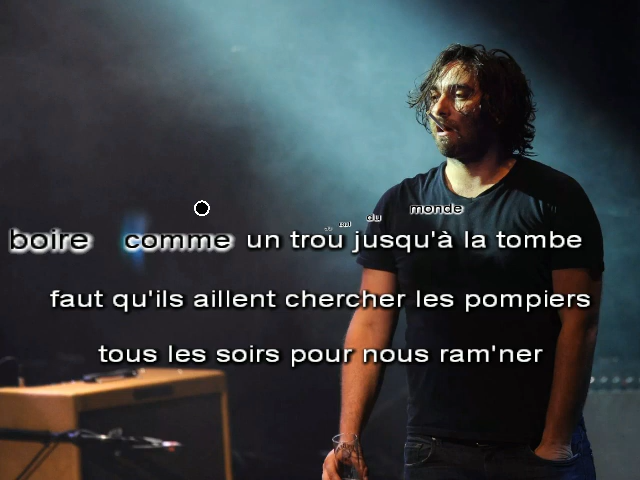 du monde
boire comme un trou jusqu'à la tombe
faut qu'ils aillent chercher les pompiers
tous les soirs pour nous ram'ner